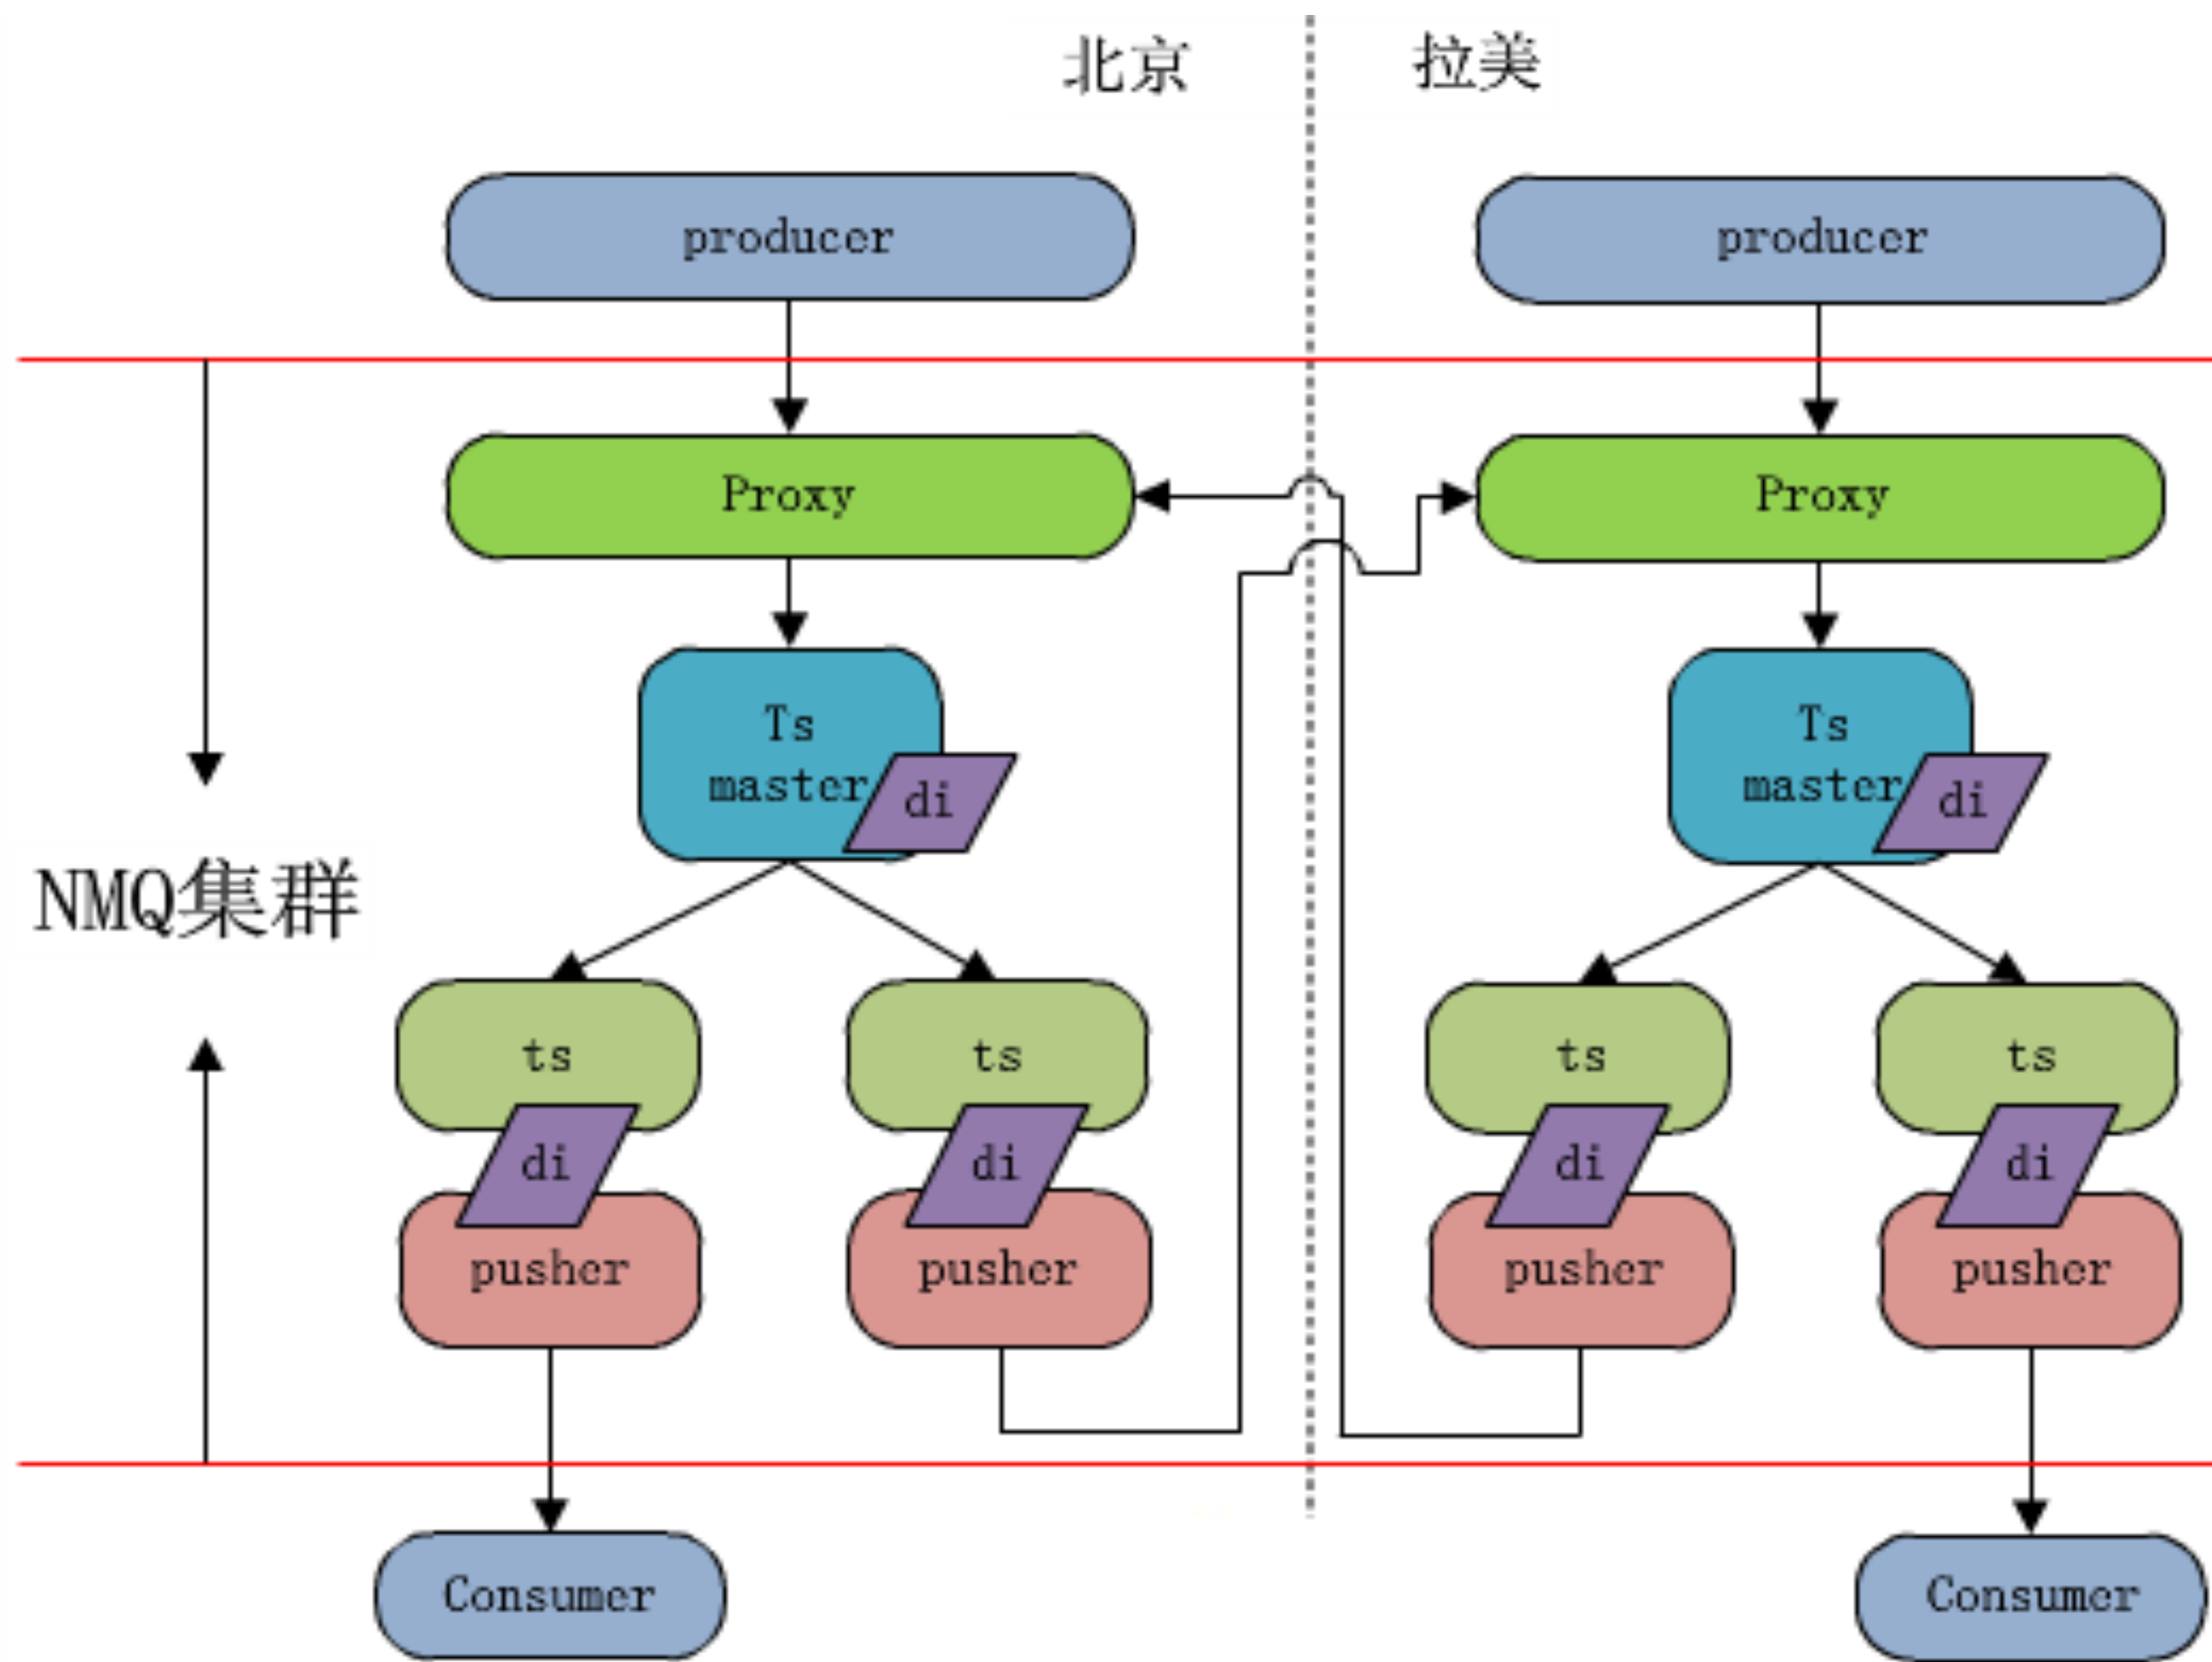 北京
拉美
producer
producer
Proxy
Proxy
Ts
master
di
Ts
master
di
NMQ集群
ts
ts
ts
ts
di
di
di
di
pusher
pusher
pusher
pusher
Consumer
Consumer